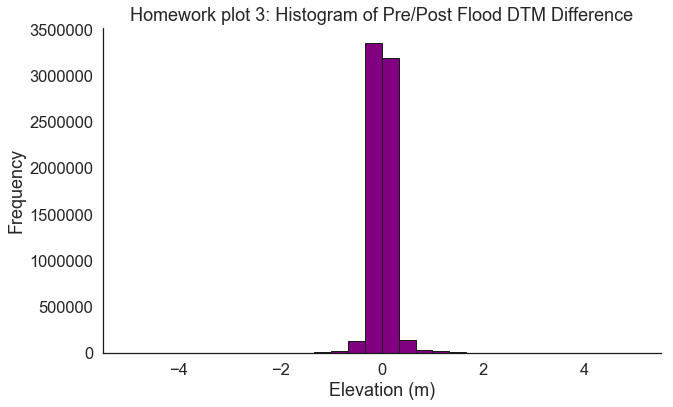 Homework plot 3: Histogram of Pre/Post Flood DTM Difference
3500000
3000000
2500000
2000000
1500000
1000000
500000
0
Frequency
−4 −2 0 2 4
Elevation (m)